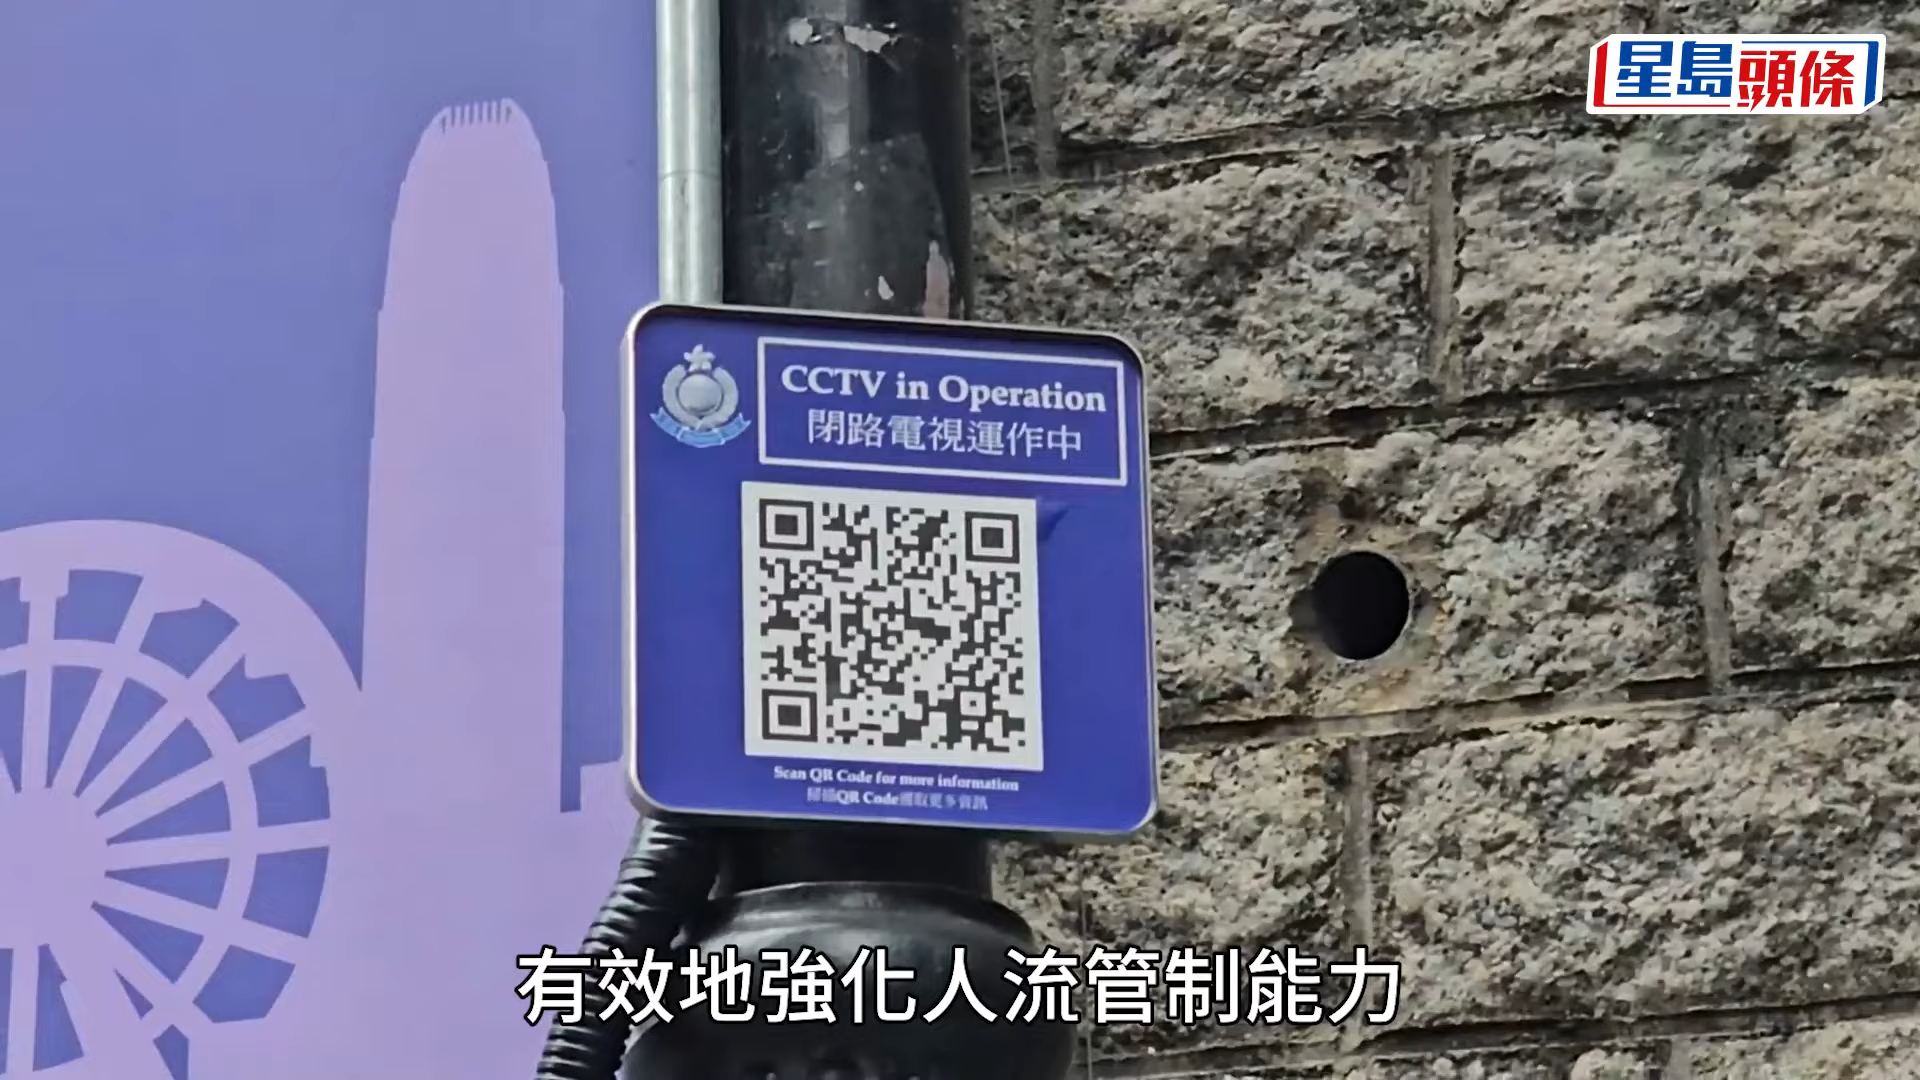 星島頭條
CCTV in Operation
閉路電視運作中
Scan QR Code for more information
掃描QR Code獲取更多資訊
有效地強化人流管制能力